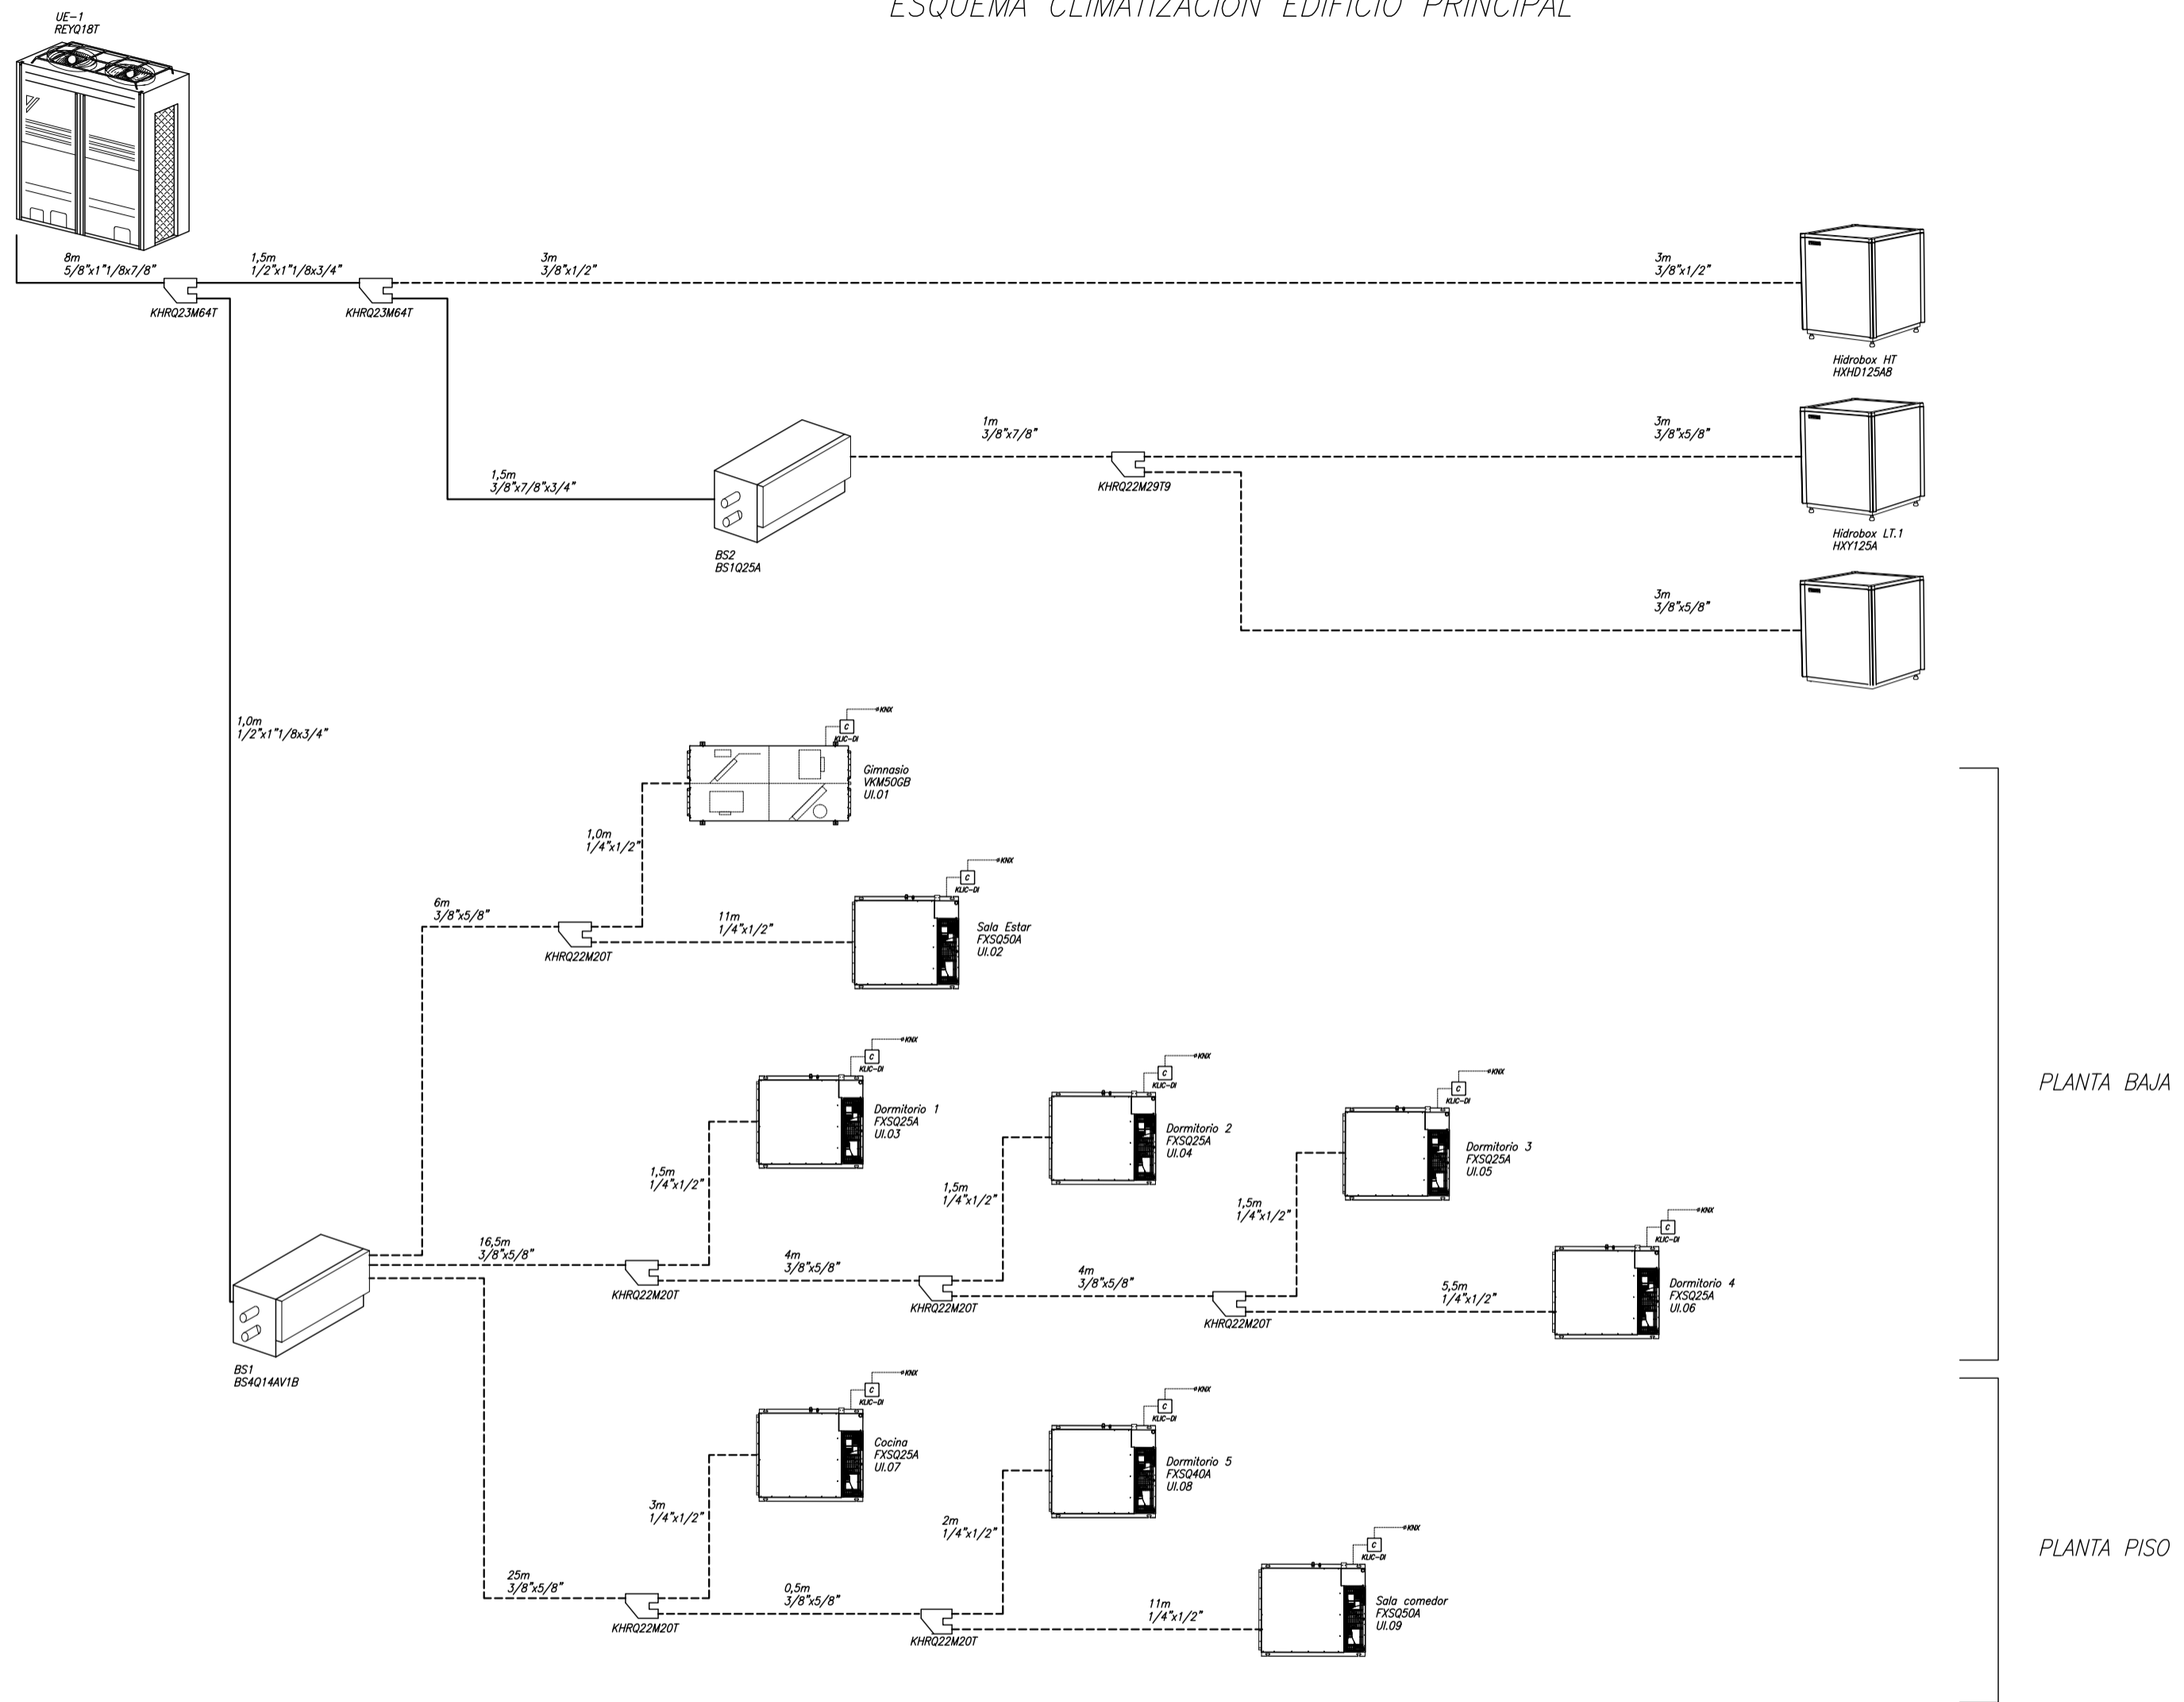 ESQUEMA CLIMATIZACION EDIFICIO PRINCIPAL
UE-1
REYQ18T
8m
5/8"x1"1/8x7/8"
1,5m
1/2"x1"1/8x3/4"
3m
3/8"x1/2"
3m
3/8"x1/2"
KHRQ23M64T
KHRQ23M64T
Hidrobox HT
HXHD125A8
1m
3/8"x7/8"
3m
3/8"x5/8"
1,5m
3/8"x7/8"x3/4"
KHRQ22M29T9
BS2
BS1Q25A
Hidrobox LT.1
HXY125A
3m
3/8"x5/8"
1,0m
1/2"x1"1/8x3/4"
KNX
C
KLIC-DI
Gimnasio
VKM50GB
UI.01
1,0m
1/4"x1/2"
KNX
C
KLIC-DI
6m
3/8"x5/8"
11m
1/4"x1/2"
Sala Estar
FXSQ50A
UI.02
KHRQ22M20T
KNX
C
KLIC-DI
Dormitorio 1
FXSQ25A
UI.03
KNX
C
KLIC-DI
Dormitorio 2
FXSQ25A
UI.04
KNX
C
KLIC-DI
Dormitorio 3
FXSQ25A
UI.05
PLANTA BAJA
1,5m
1/4"x1/2"
1,5m
1/4"x1/2"
1,5m
1/4"x1/2"
KNX
C
KLIC-DI
16,5m
3/8"x5/8"
4m
3/8"x5/8"
4m
3/8"x5/8"
5,5m
1/4"x1/2"
Dormitorio 4
FXSQ25A
UI.06
KHRQ22M20T
KHRQ22M20T
KHRQ22M20T
BS1
BS4Q14AV1B
KNX
C
KLIC-DI
Cocina
FXSQ25A
UI.07
KNX
C
KLIC-DI
Dormitorio 5
FXSQ40A
UI.08
3m
1/4"x1/2"
2m
1/4"x1/2"
PLANTA PISO
KNX
C
KLIC-DI
25m
3/8"x5/8"
0,5m
3/8"x5/8"
11m
1/4"x1/2"
Sala comedor
FXSQ50A
UI.09
KHRQ22M20T
KHRQ22M20T